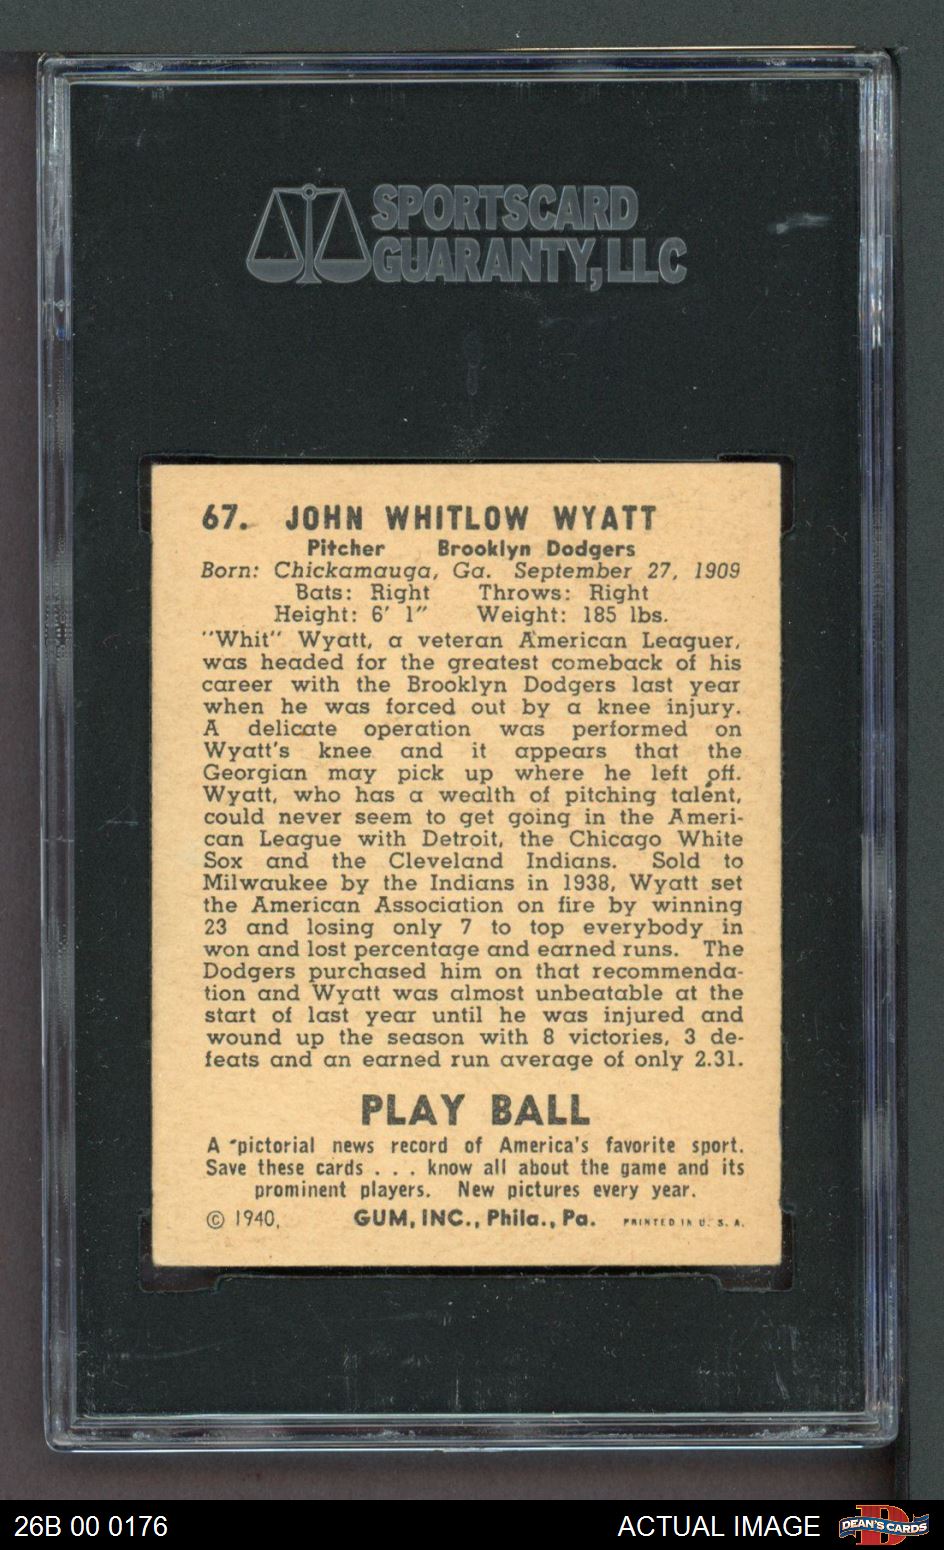 SPORTSCARD
GUARANTY, LLC
67. JOHN WHITLOW WYATT
Pitcher Brooklyn Dodgers
Born: Chickamauga, Ga. September 27, 1909
Bats: Right Throws: Right
Height: 6' 1" Weight: 185 lbs.
"Whit" Wyatt, a veteran American Leaguer,
was headed for the greatest comeback of his
career with the Brooklyn Dodgers last year
when he was forced out by a knee injury.
A delicate operation was performed on
Wyatt's knee and it appears that the
Georgian may pick up where he left off.
Wyatt, who has a wealth of pitching talent,
could never seem to get going in the Ameri-
can League with Detroit, the Chicago White
Sox and the Cleveland Indians. Sold to
Milwaukee by the Indians in 1938, Wyatt set
the American Association on fire by winning
23 and losing only 7 to top everybody in
won and lost percentage and earned runs. The
Dodgers purchased him on that recommenda-
tion and Wyatt was almost unbeatable at the
start of last year until he was injured and
wound up the season with 8 victories, 3 de-
feats and an earned run average of only 2.31.
PLAY BALL
A pictorial news record of America's favorite sport.
Save these cards . . . know all about the game and its
prominent players. New pictures every year.
© 1940, GUM, INC., Phila., Pa. PRINTED IN U. S. A.
26B 00 0176 ACTUAL IMAGE DEAN'S CARDS